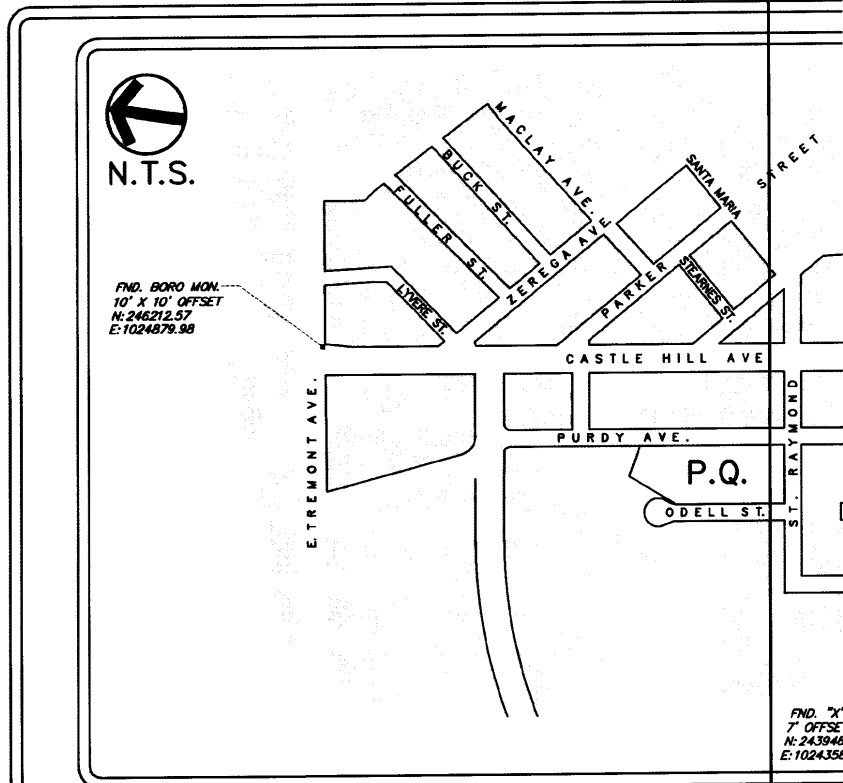 N.T.S.
FND. BORO MON.
10' X 10' OFFSET
N: 246212.57
E: 1024879.98
MACLAY AVE.
BUCK ST.
FULLER ST.
LYVERE ST.
ZEREGA AVE.
SANTA MARIA
STREET
PARKER
STEARNES ST.
CASTLE HILL AVE
E. TREMONT AVE.
PURDY AVE.
P.Q.
ODELL ST.
ST. RAYMOND
FND. "X"
7' OFFSE
N: 243946
E: 1024358